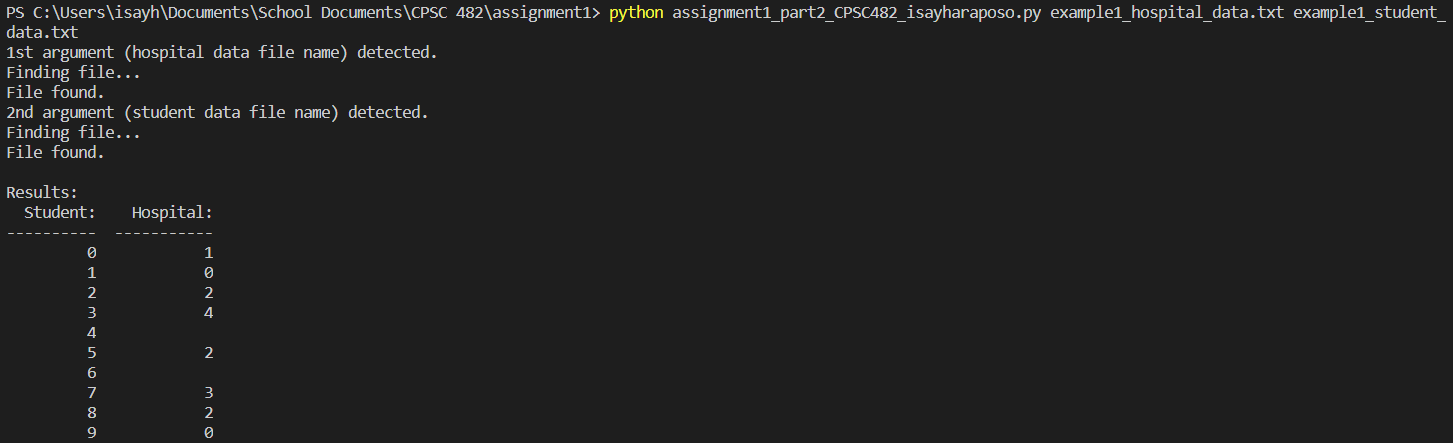 PS C:\Users\isayh\Documents\School Documents\CPSC 482\assignment1> python assignment1_part2_CPSC482_isayharaposo.py example1_hospital_data.txt example1_student_
data.txt
1st argument (hospital data file name) detected.
Finding file...
File found.
2nd argument (student data file name) detected.
Finding file...
File found.
Results:
Student: Hospital:
---------- -----------
0 1
1 0
2 2
3 4
4
5 2
6
7 3
8 2
9 0